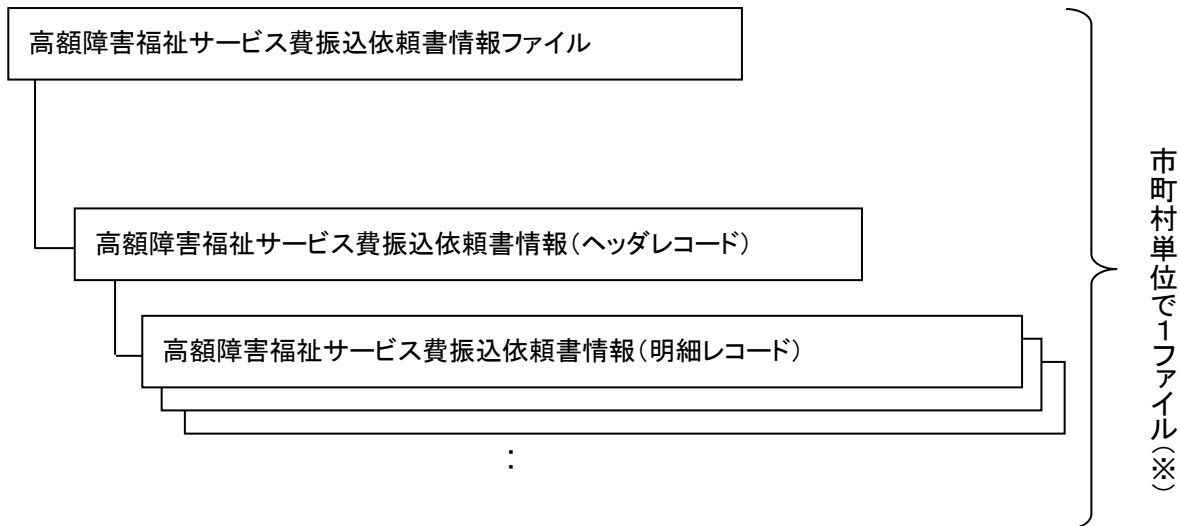 高額障害福祉サービス費振込依頼書情報ファイル
高額障害福祉サービス費振込依頼書情報(ヘッダレコード)
高額障害福祉サービス費振込依頼書情報(明細レコード)
:
市町村単位で1ファイル(※)